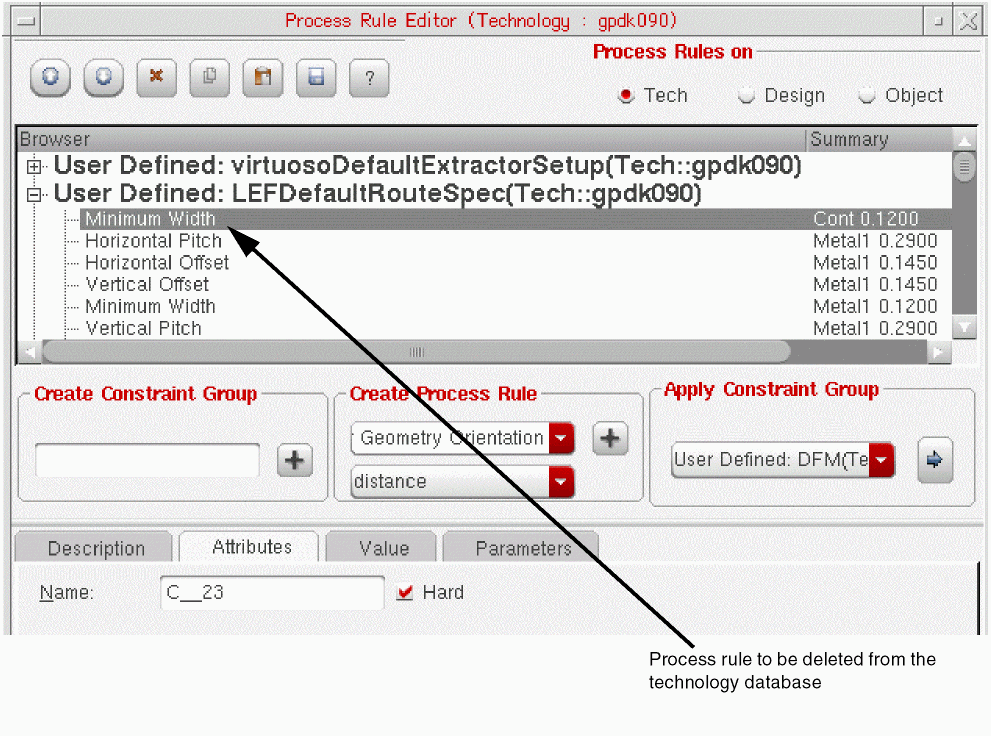 Process Rule Editor (Technology : gpdk090)
Process Rules on
?
Tech Design Object
Browser Summary
User Defined: virtuosoDefaultExtractorSetup(Tech::gpdk090)
User Defined: LEFDefaultRouteSpec(Tech::gpdk090)
Minimum Width Cont 0.1200
Horizontal Pitch Metal1 0.2900
Horizontal Offset Metal1 0.1450
Vertical Offset Metal1 0.1450
Minimum Width Metal1 0.1200
Vertical Pitch Metal1 0.2900
Create Constraint Group Create Process Rule Apply Constraint Group
Geometry Orientation
User Defined: DFM(Te
distance
Description Attributes Value Parameters
Name: C__23 Hard
Process rule to be deleted from the
technology database